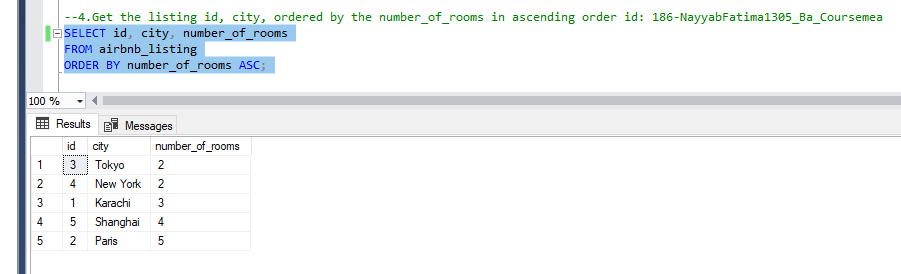 --4.Get the listing id, city, ordered by the number_of_rooms in ascending order id: 186-NayyabFatima1305_Ba_Coursemea
SELECT id, city, number_of_rooms
FROM airbnb_listing
ORDER BY number_of_rooms ASC;
100 %
Results Messages
id city number_of_rooms
1 3 Tokyo 2
2 4 New York 2
3 1 Karachi 3
4 5 Shanghai 4
5 2 Paris 5